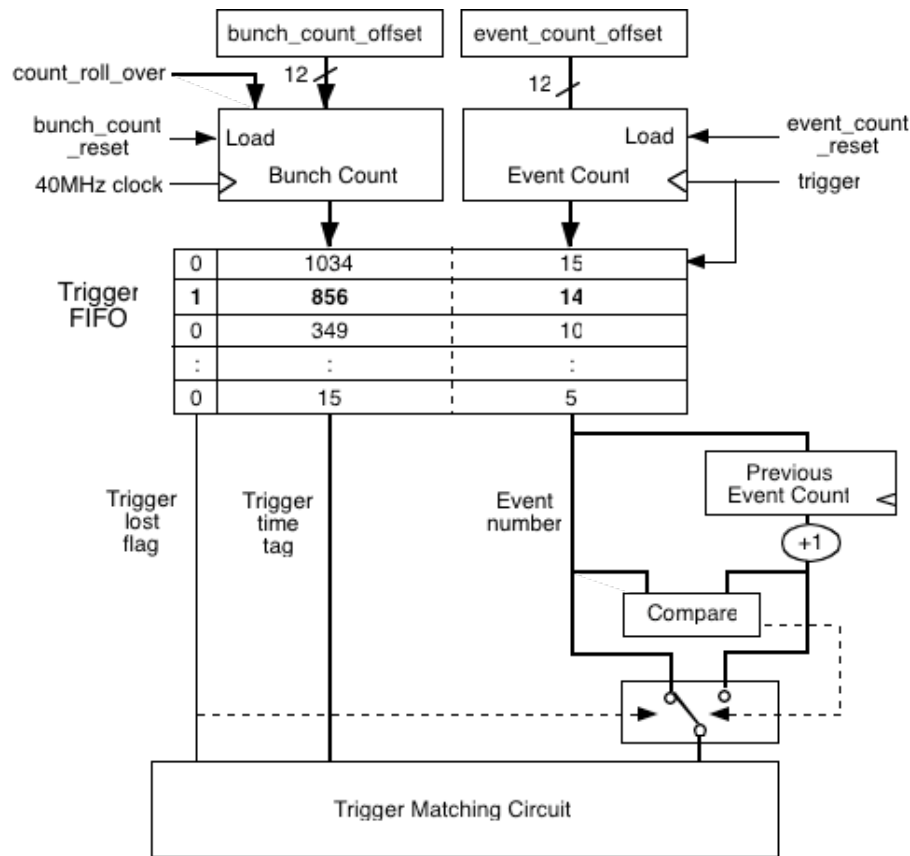 bunch_count_offset
event_count_offset
count_roll_over
12
12
bunch_count
_reset
Load
Load
event_count
_reset
40MHz clock
Bunch Count
Event Count
trigger
Trigger
FIFO
0 1034 15
1 856 14
0 349 10
: : :
0 15 5
Trigger
lost
flag
Trigger
time
tag
Event
number
Previous
Event Count
+1
Compare
Trigger Matching Circuit